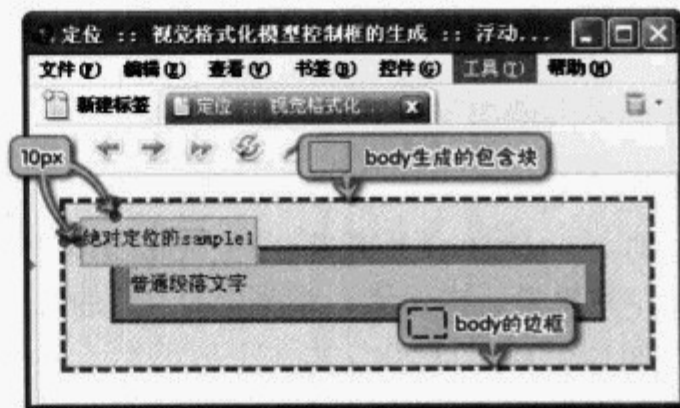 定位 :: 视觉格式化模型控制框的生成 :: 浮动...
文件(F) 编辑(E) 查看(V) 书签(B) 控件(G) 工具(T) 帮助(H)
新建标签 定位 :: 视觉格式化
10px
body生成的包含块
绝对定位的sample1
普通段落文字
body的边框